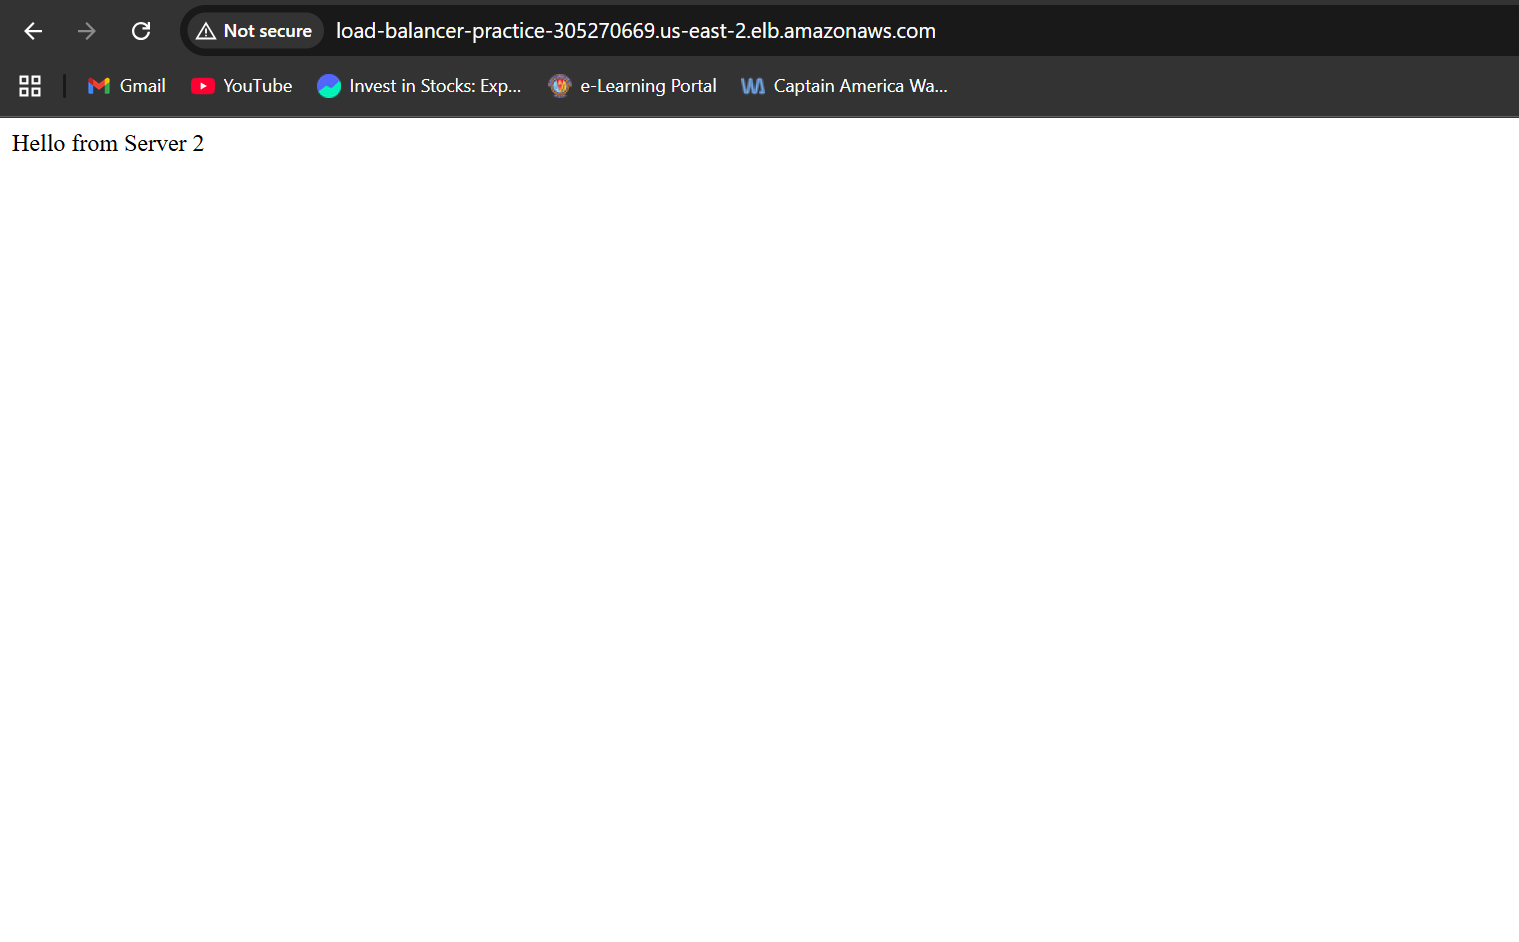 Not secure load-balancer-practice-305270669.us-east-2.elb.amazonaws.com
Gmail YouTube Invest in Stocks: Exp... e-Learning Portal Captain America Wa...
Hello from Server 2